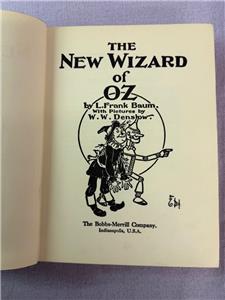 THE
NEW WIZARD
of
OZ
by L. Frank Baum.
With Pictures by
W. W. Denslow.
The Bobbs-Merrill Company,
Indianapolis, U.S.A.